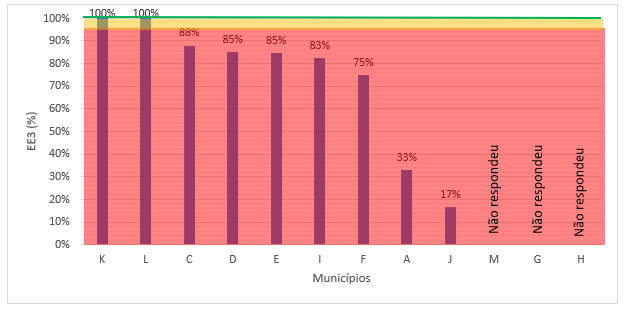 EE3 (%)
100%
90%
80%
70%
60%
50%
40%
30%
20%
10%
0%
100% 100% 88% 85% 85% 83% 75% 33% 17%
Não respondeu
Não respondeu
Não respondeu
K L C D E I F A J M G H
Municípios